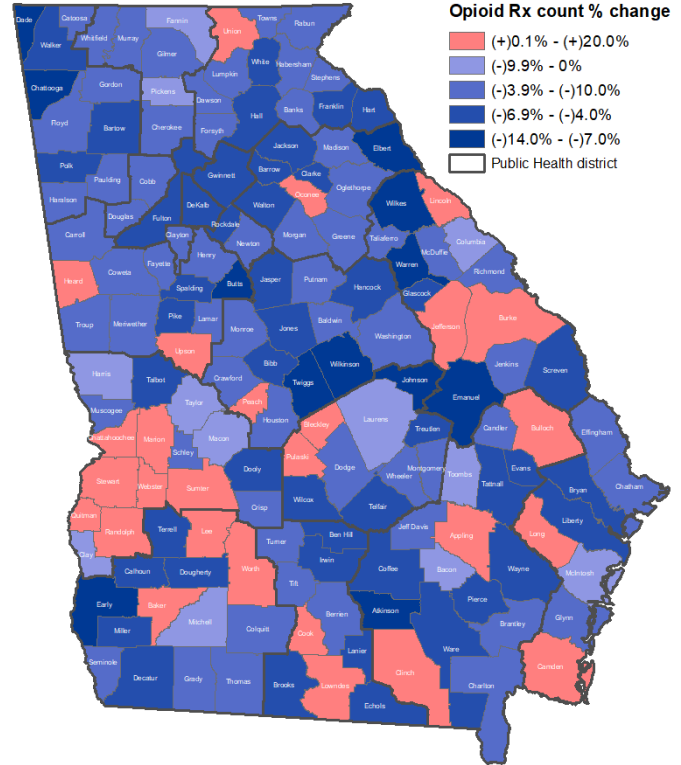 Opioid Rx count % change
(+)0.1% - (+)20.0%
(-)9.9% - 0%
(-)3.9% - (-)10.0%
(-)6.9% - (-)4.0%
(-)14.0% - (-)7.0%
Public Health district
Dade
Catoosa
Fannin
Towns
Rabun
Union
Walker
Whitfield
Murray
Gilmer
White
Habersham
Lumpkin
Stephens
Chattooga
Gordon
Pickens
Dawson
Banks
Franklin
Hart
Hall
Floyd
Bartow
Cherokee
Forsyth
Jackson
Madison
Elbert
Polk
Paulding
Cobb
Gwinnett
Barrow
Clarke
Oglethorpe
Oconee
Haralson
Douglas
Fulton
DeKalb
Walton
Wilkes
Lincoln
Rockdale
Carroll
Clayton
Newton
Morgan
Greene
Taliaferro
Columbia
McDuffie
Henry
Fayette
Coweta
Warren
Richmond
Heard
Spalding
Butts
Jasper
Putnam
Hancock
Glascock
Troup
Meriwether
Pike
Lamar
Monroe
Jones
Baldwin
Washington
Jefferson
Burke
Upson
Bibb
Wilkinson
Jenkins
Screven
Harris
Talbot
Crawford
Twiggs
Johnson
Emanuel
Taylor
Peach
Muscogee
Houston
Laurens
Bleckley
Treutlen
Candler
Bulloch
Effingham
Marion
Macon
Schley
Pulaski
Dooly
Dodge
Montgomery
Wheeler
Toombs
Tattnall
Evans
Bryan
Chatham
Stewart
Webster
Sumter
Crisp
Wilcox
Telfair
Quitman
Randolph
Terrell
Lee
Turner
Ben Hill
Jeff Davis
Appling
Long
Liberty
Clay
Calhoun
Dougherty
Worth
Tift
Irwin
Coffee
Bacon
Wayne
McIntosh
Early
Baker
Mitchell
Miller
Colquitt
Berrien
Atkinson
Pierce
Brantley
Glynn
Cook
Lanier
Ware
Seminole
Decatur
Grady
Thomas
Brooks
Lowndes
Echols
Clinch
Charlton
Camden